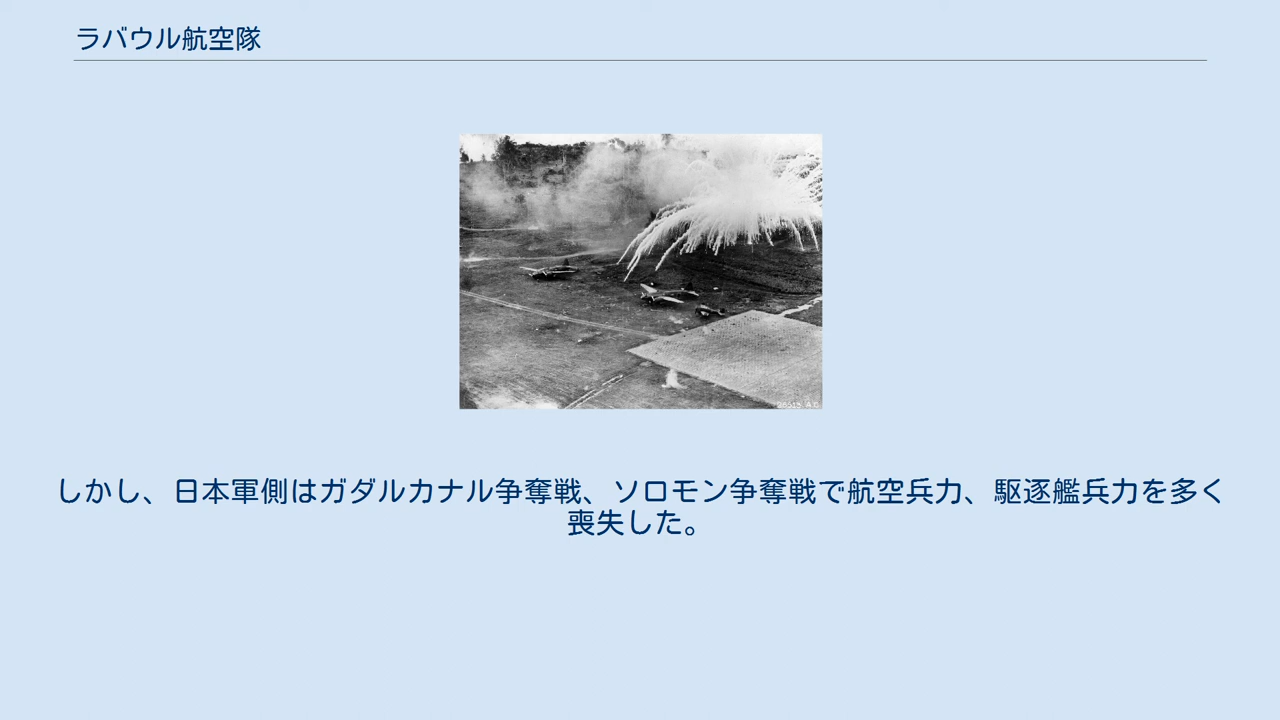 ラバウル航空隊
しかし、日本軍側はガダルカナル争奪戦、ソロモン争奪戦で航空兵力、駆逐艦兵力を多く
喪失した。